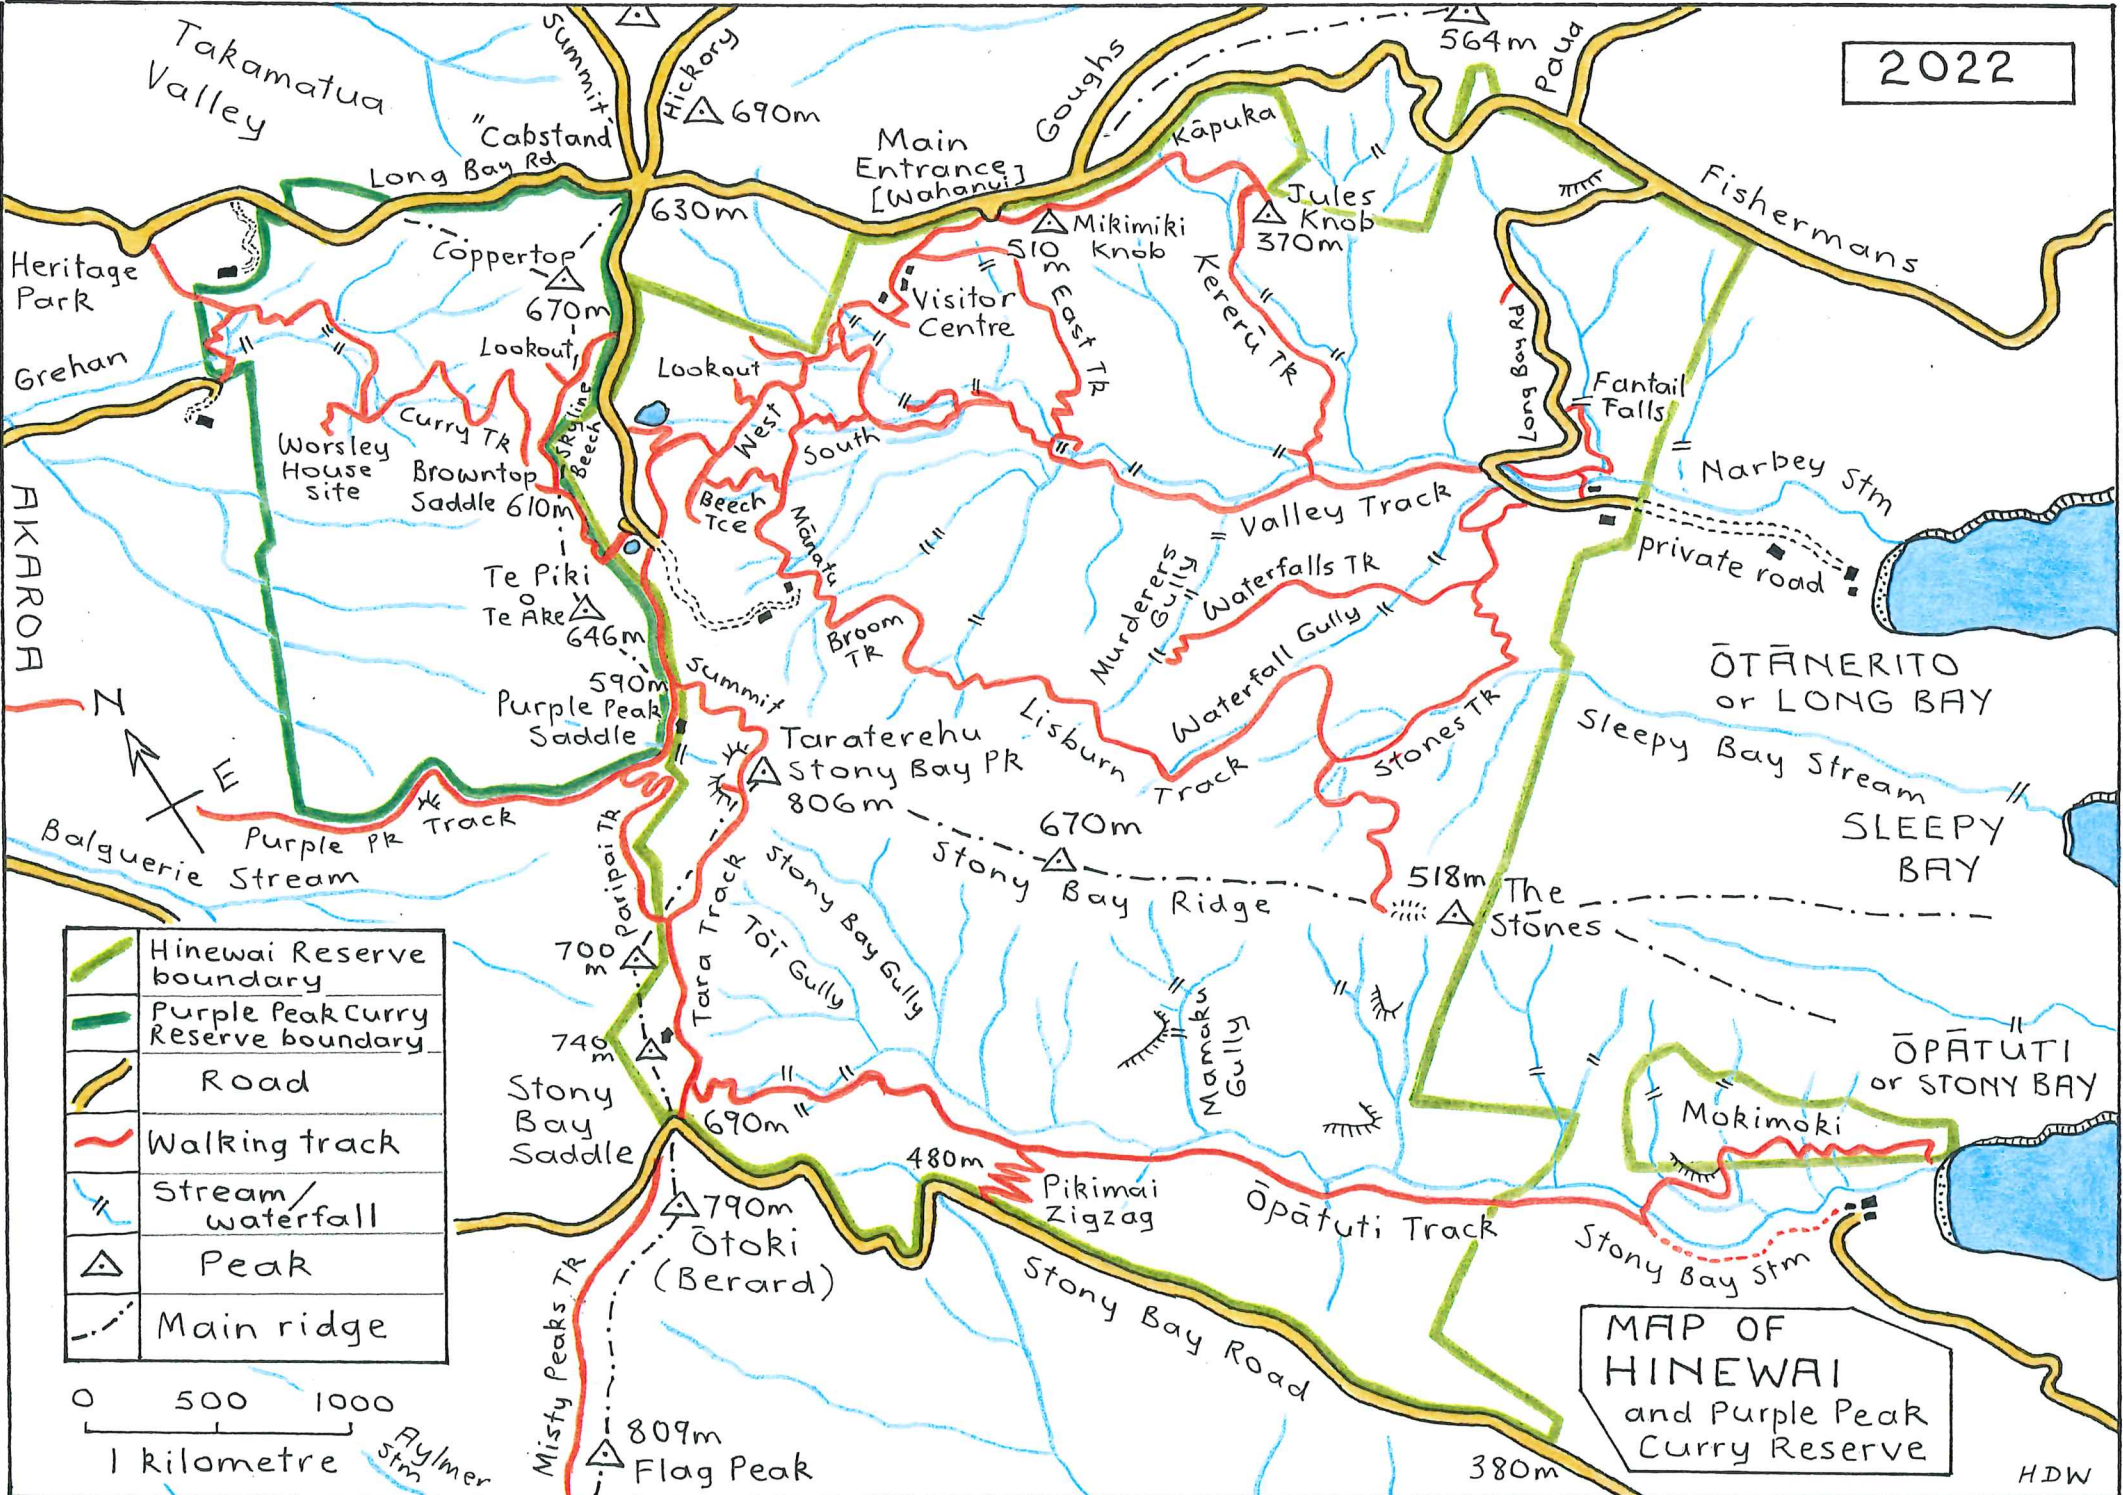 Takamatua
Valley
Summit
Hickory
690m
"Cabstand"
Long Bay Rd
630m
Main
Entrance
[Wahanui]
Goughs
564m
Paua
2022
Kāpuka
Jules
Knob
370m
Mikimiki
Knob
510
m
Fishermans
Heritage
Park
Coppertop
670m
Lookout
Lookout
Visitor
Centre
East Tk
Kererū Tk
Long Bay Rd
Fantail
Falls
Grehan
Curry Tk
Skyline
Beech
West
South
Worsley
House
site
Browntop
Saddle 610m
Beech
Tce
Mānatu
Valley Track
Narbey Stm
private road
AKAROA
Te Piki
o
Te Ake
646m
Broom
Tk
Murderers
Gully
Waterfalls Tk
Waterfall Gully
ŌTĀNERITO
or LONG BAY
590m
Purple Peak
Saddle
Summit
Taraterehu
Stony Bay Pk
806m
Lisburn
Track
Stones Tk
Sleepy Bay Stream
SLEEPY
BAY
N
E
Purple Pk
Track
Balguerie Stream
Paripai Tk
Tara Track
Stony Bay Gully
Tōī Gully
670m
Stony Bay Ridge
518m
The
Stones
700
m
740
m
Mamaku
Gully
ŌPĀTUTI
or STONY BAY
Mokimoki
Stony
Bay
Saddle
690m
480m
Pikimai
Zigzag
Ōpātuti Track
Stony Bay Stm
790m
Ōtoki
(Berard)
Misty Peaks Tk
Stony Bay Road
809m
Flag Peak
380m
Hinewai Reserve
boundary
Purple Peak Curry
Reserve boundary
Road
Walking track
Stream/
waterfall
Peak
Main ridge
0 500 1000
1 kilometre
Aylmer
Stm
MAP OF
HINEWAI
and Purple Peak
Curry Reserve
HDW